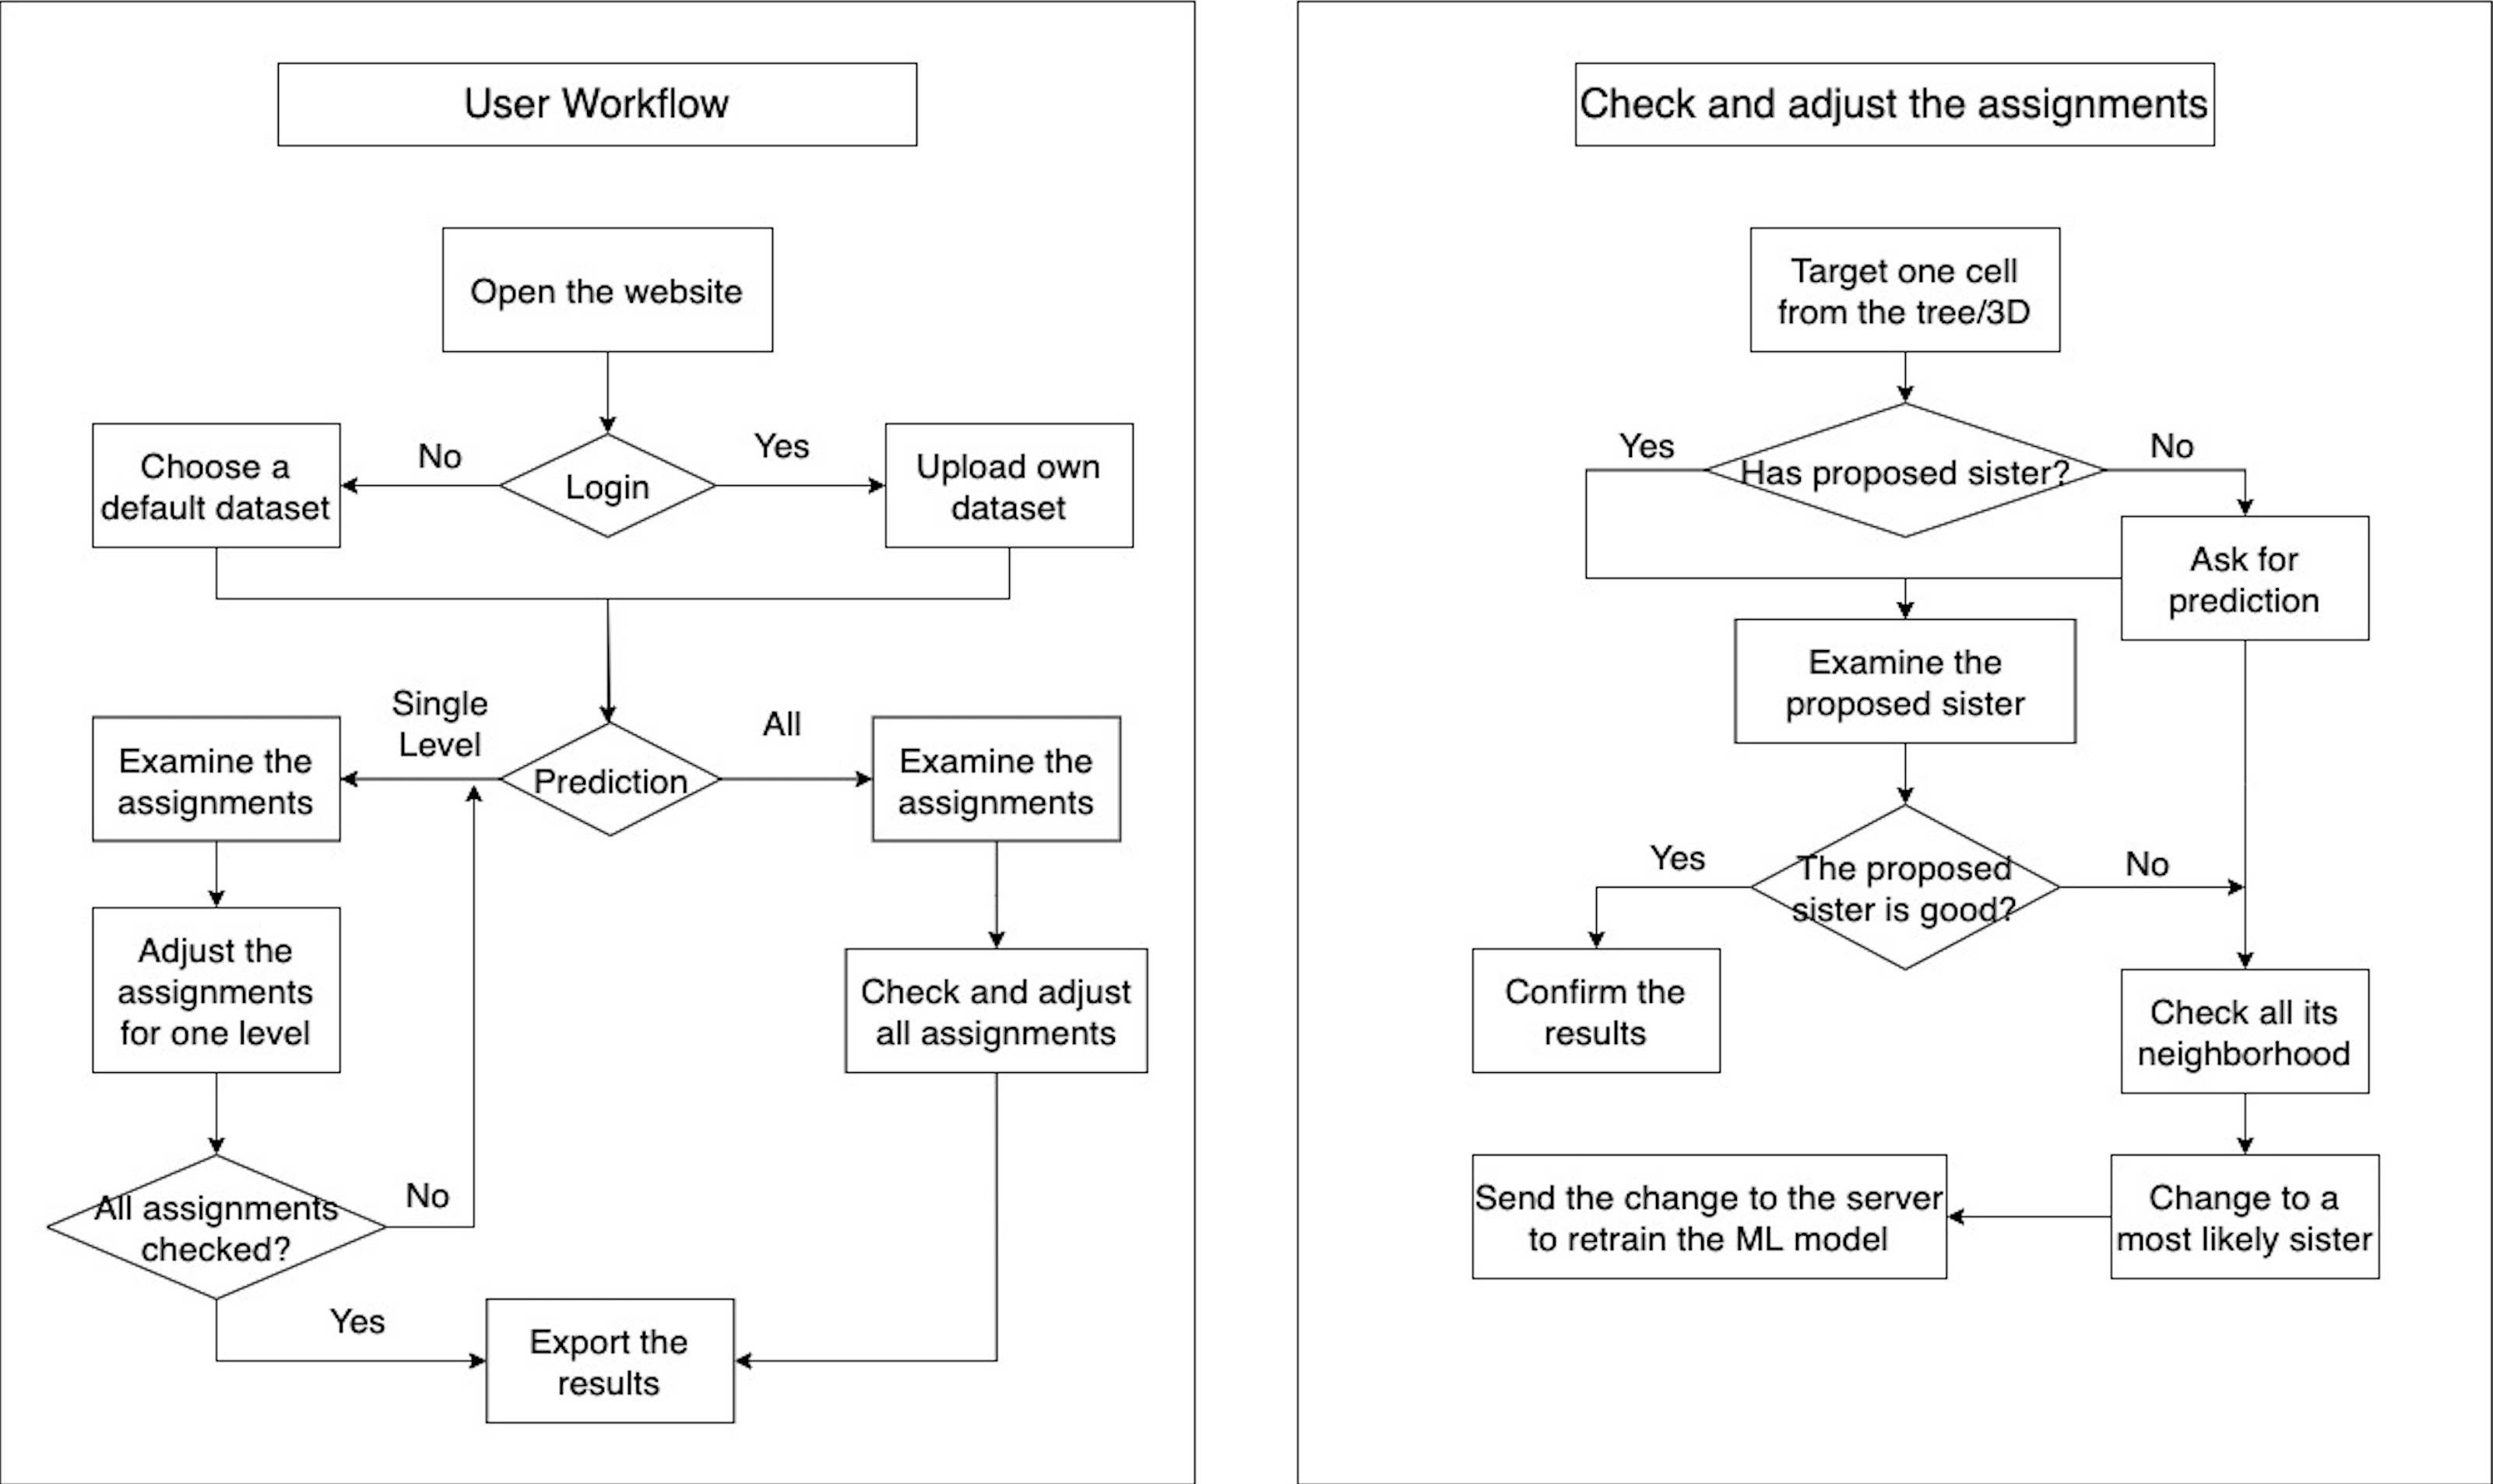 User Workflow
Open the website
No
Yes
Choose a
default dataset
Login
Upload own
dataset
Single
Level
All
Examine the
assignments
Prediction
Examine the
assignments
Adjust the
assignments
for one level
Check and adjust
all assignments
All assignments
checked?
No
Yes
Export the
results
Check and adjust the assignments
Target one cell
from the tree/3D
Yes
No
Has proposed sister?
Ask for
prediction
Examine the
proposed sister
Yes
No
The proposed
sister is good?
Confirm the
results
Check all its
neighborhood
Send the change to the server
to retrain the ML model
Change to a
most likely sister